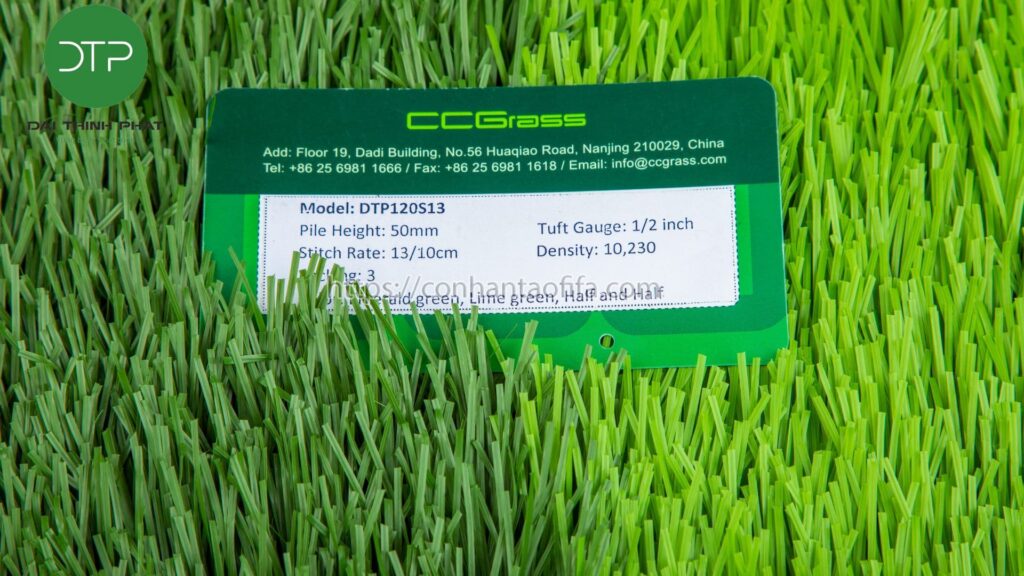 DTP
DAI THINH PHAT
CCGrass
Add: Floor 19, Dadi Building, No.56 Huaqiao Road, Nanjing 210029, China
Tel: +86 25 6981 1666 / Fax: +86 25 6981 1618 / Email: info@ccgrass.com
Model: DTP120S13
Pile Height: 50mm
Tuft Gauge: 1/2 inch
Stitch Rate: 13/10cm
Density: 10,230
3
https://conhantaofifa.com
green, Lime green, Half and Half